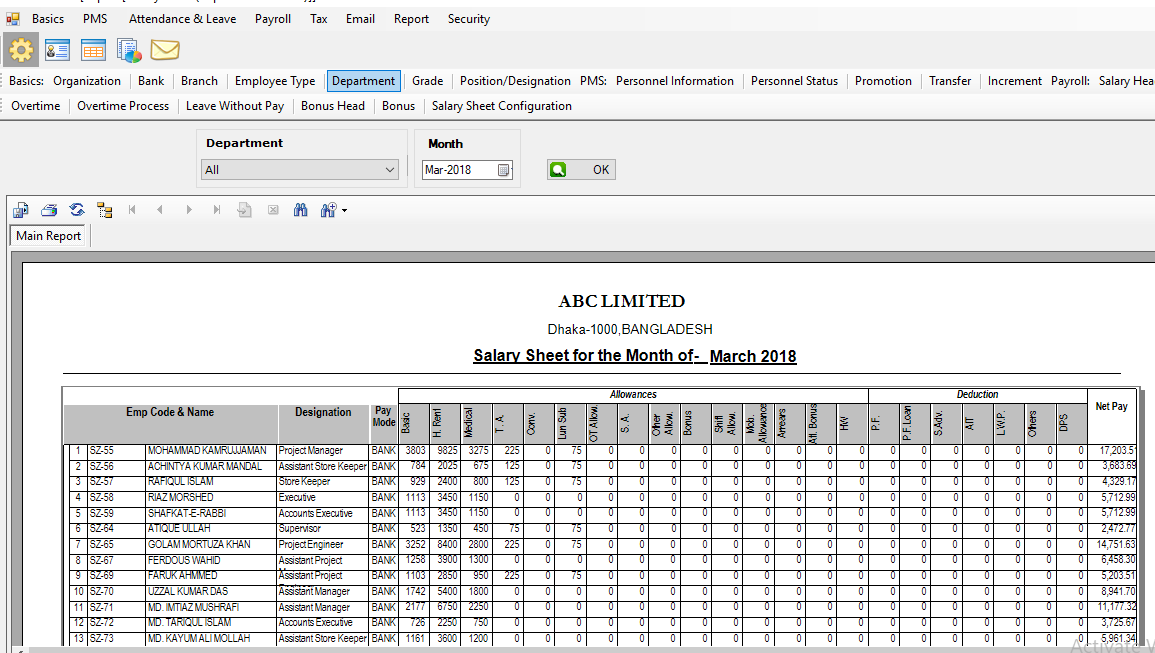 Basics PMS Attendance & Leave Payroll Tax Email Report Security
Basics: Organization Bank Branch Employee Type Department Grade Position/Designation PMS: Personnel Information Personnel Status Promotion Transfer Increment Payroll: Salary Hea
Overtime Overtime Process Leave Without Pay Bonus Head Bonus Salary Sheet Configuration
Department Month
All Mar-2018 OK
Main Report
ABC LIMITED
Dhaka-1000,BANGLADESH
Salary Sheet for the Month of- March 2018
Allowances Deduction
Emp Code & Name Designation Pay Mode Basic H. Rent Medical T. A. Conv. Lun Sub OT Allow. S. A. Other Allow. Bonus Shift Allow. Mob. Allowance Arrears Att. Bonus HW P.F. P.F.Loan S.Adv. AIT L.W.P. Others DPS Net Pay
1 SZ-55 MOHAMMAD KAMRUJJAMAN Project Manager BANK 3803 9825 3275 225 0 75 0 0 0 0 0 0 0 0 0 0 0 0 0 0 0 0 17,203.51
2 SZ-56 ACHINTYA KUMAR MANDAL Assistant Store Keeper BANK 784 2025 675 125 0 75 0 0 0 0 0 0 0 0 0 0 0 0 0 0 0 0 3,683.69
3 SZ-57 RAFIQUL ISLAM Store Keeper BANK 929 2400 800 125 0 75 0 0 0 0 0 0 0 0 0 0 0 0 0 0 0 0 4,329.17
4 SZ-58 RIAZ MORSHED Executive BANK 1113 3450 1150 0 0 0 0 0 0 0 0 0 0 0 0 0 0 0 0 0 0 0 5,712.99
5 SZ-59 SHAFKAT-E-RABBI Accounts Executive BANK 1113 3450 1150 0 0 0 0 0 0 0 0 0 0 0 0 0 0 0 0 0 0 0 5,712.99
6 SZ-64 ATIQUE ULLAH Supervisor BANK 523 1350 450 75 0 75 0 0 0 0 0 0 0 0 0 0 0 0 0 0 0 0 2,472.77
7 SZ-65 GOLAM MORTUZA KHAN Project Engineer BANK 3252 8400 2800 225 0 75 0 0 0 0 0 0 0 0 0 0 0 0 0 0 0 0 14,751.63
8 SZ-67 FERDOUS WAHID Assistant Project BANK 1258 3900 1300 0 0 0 0 0 0 0 0 0 0 0 0 0 0 0 0 0 0 0 6,458.30
9 SZ-69 FARUK AHMMED Assistant Project BANK 1103 2850 950 225 0 75 0 0 0 0 0 0 0 0 0 0 0 0 0 0 0 0 5,203.51
10 SZ-70 UZZAL KUMAR DAS Assistant Manager BANK 1742 5400 1800 0 0 0 0 0 0 0 0 0 0 0 0 0 0 0 0 0 0 0 8,941.70
11 SZ-71 MD. IMTIAZ MUSHRAFI Assistant Manager BANK 2177 6750 2250 0 0 0 0 0 0 0 0 0 0 0 0 0 0 0 0 0 0 0 11,177.32
12 SZ-72 MD. TARIQUL ISLAM Accounts Executive BANK 726 2250 750 0 0 0 0 0 0 0 0 0 0 0 0 0 0 0 0 0 0 0 3,725.67
13 SZ-73 MD. KAYUM ALI MOLLAH Assistant Store Keeper BANK 1161 3600 1200 0 0 0 0 0 0 0 0 0 0 0 0 0 0 0 0 0 0 0 5,961.34
Activate W